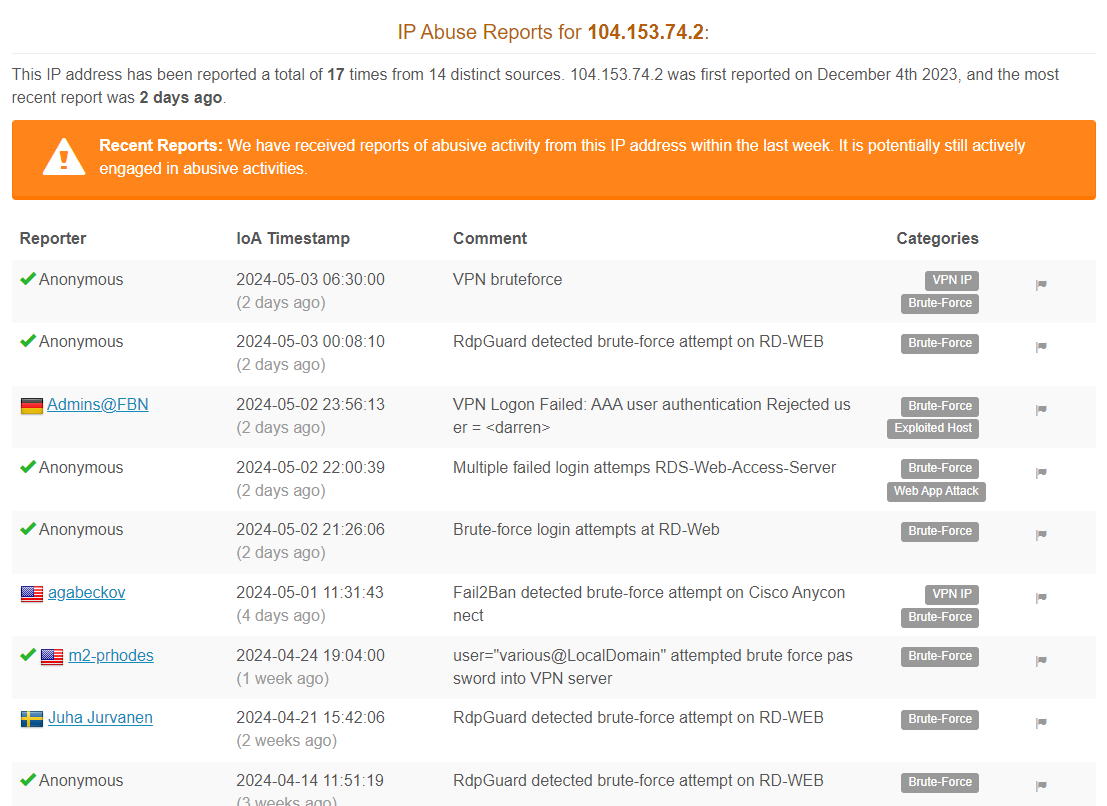 IP Abuse Reports for 104.153.74.2:
This IP address has been reported a total of 17 times from 14 distinct sources. 104.153.74.2 was first reported on December 4th 2023, and the most
recent report was 2 days ago.
Recent Reports: We have received reports of abusive activity from this IP address within the last week. It is potentially still actively
engaged in abusive activities.
Reporter IoA Timestamp Comment Categories
Anonymous 2024-05-03 06:30:00 VPN bruteforce VPN IP
(2 days ago) Brute-Force
Anonymous 2024-05-03 00:08:10 RdpGuard detected brute-force attempt on RD-WEB Brute-Force
(2 days ago)
Admins@FBN 2024-05-02 23:56:13 VPN Logon Failed: AAA user authentication Rejected us Brute-Force
(2 days ago) er = <darren> Exploited Host
Anonymous 2024-05-02 22:00:39 Multiple failed login attemps RDS-Web-Access-Server Brute-Force
(2 days ago) Web App Attack
Anonymous 2024-05-02 21:26:06 Brute-force login attempts at RD-Web Brute-Force
(2 days ago)
agabeckov 2024-05-01 11:31:43 Fail2Ban detected brute-force attempt on Cisco Anycon VPN IP
(4 days ago) nect Brute-Force
m2-prhodes 2024-04-24 19:04:00 user="various@LocalDomain" attempted brute force pas Brute-Force
(1 week ago) sword into VPN server
Juha Jurvanen 2024-04-21 15:42:06 RdpGuard detected brute-force attempt on RD-WEB Brute-Force
(2 weeks ago)
Anonymous 2024-04-14 11:51:19 RdpGuard detected brute-force attempt on RD-WEB Brute-Force
(3 weeks ago)